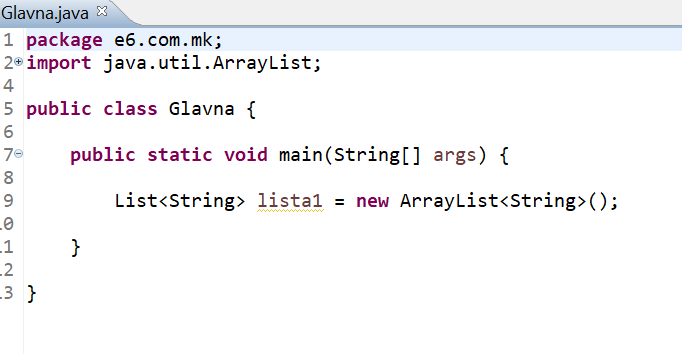 Glavna.java
1 package e6.com.mk;
2 import java.util.ArrayList;
4
5 public class Glavna {
6
7 public static void main(String[] args) {
8
9 List<String> lista1 = new ArrayList<String>();
.0
.1 }
.2
.3 }